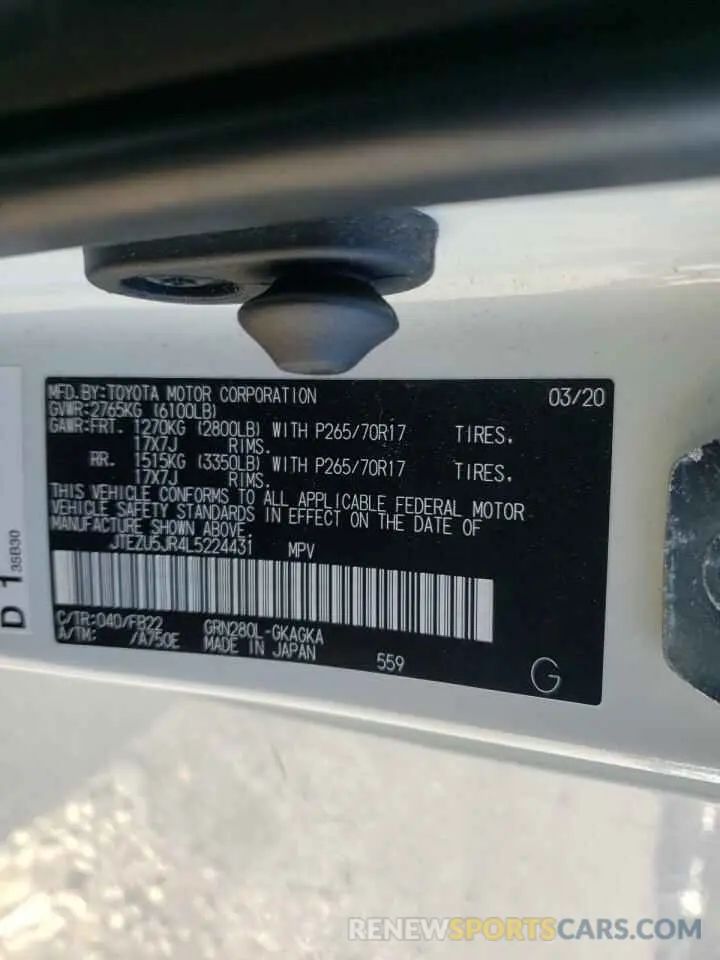 MFD.BY:TOYOTA MOTOR CORPORATION 03/20
GVWR:2765KG (6100LB)
GAWR:FRT. 1270KG (2800LB) WITH P265/70R17 TIRES.
17X7J RIMS.
RR. 1515KG (3350LB) WITH P265/70R17 TIRES.
17X7J RIMS.
THIS VEHICLE CONFORMS TO ALL APPLICABLE FEDERAL MOTOR
VEHICLE SAFETY STANDARDS IN EFFECT ON THE DATE OF
MANUFACTURE SHOWN ABOVE.
JTEZU5JR4L5224431 MPV
C/TR:040/FB22 GRN280L-GKAGKA
A/TM: /A750E MADE IN JAPAN 559
G
D 1 35B30
RENEWSPORTSCARS.COM